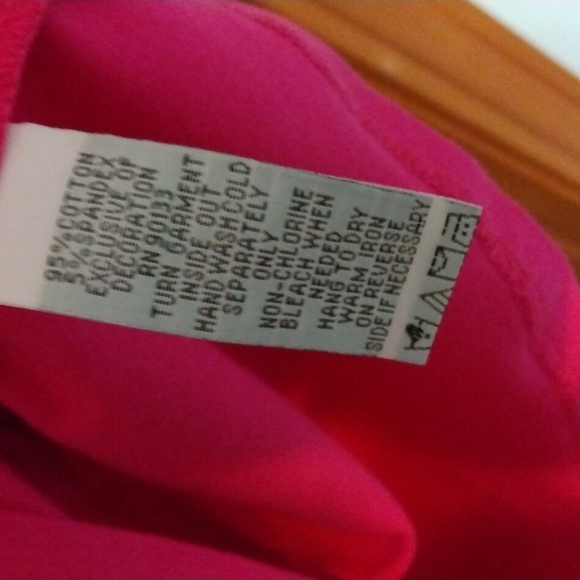 95% COTTON
5% SPANDEX
EXCLUSIVE OF
DECORATION
RN 90133
TURN GARMENT
INSIDE OUT
HAND WASH COLD
SEPARATELY
ONLY
NON-CHLORINE
BLEACH WHEN
NEEDED
HANG TO DRY
WARM IRON
ON REVERSE
SIDE IF NECESSARY